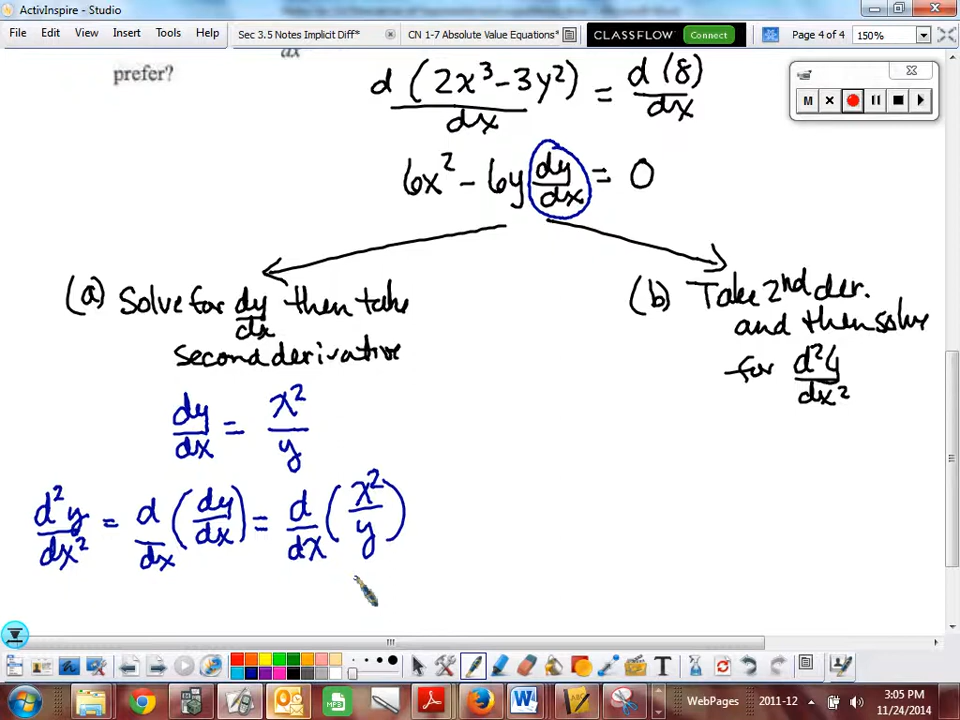 ActivInspire - Studio
File Edit View Insert Tools Help Sec 3.5 Notes Implicit Diff* CN 1-7 Absolute Value Equations* CLASSFLOW Connect Page 4 of 4 150%
dx
prefer?
d (2x³ - 3y²) / dx = d (8) / dx
6x² - 6y dy/dx = 0
(a) Solve for dy/dx then take
second derivative
(b) Take 2nd der.
and then solve
for d²y/dx²
dy/dx = x²/y
d²y/dx² = d/dx (dy/dx) = d/dx (x²/y)
WebPages 2011-12 3:05 PM
11/24/2014